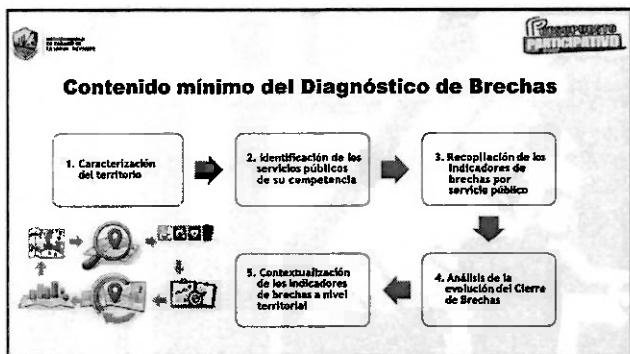 PRESUPUESTO
PARTICIPATIVO
Contenido mínimo del Diagnóstico de Brechas
1. Caracterización
del territorio
2. Identificación de los
servicios públicos
de su competencia
3. Recopilación de los
indicadores de
brechas por
servicio público
5. Contextualización
de los indicadores
de brechas a nivel
territorial
4. Análisis de la
evolución del Cierre
de Brechas